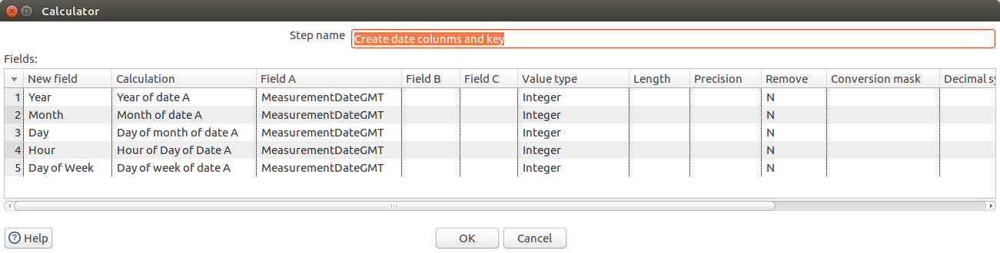 Calculator
Step name Create date colunms and key
Fields:
New field Calculation Field A Field B Field C Value type Length Precision Remove Conversion mask Decimal sy
1 Year Year of date A MeasurementDateGMT Integer N
2 Month Month of date A MeasurementDateGMT Integer N
3 Day Day of month of date A MeasurementDateGMT Integer N
4 Hour Hour of Day of Date A MeasurementDateGMT Integer N
5 Day of Week Day of week of date A MeasurementDateGMT Integer N
Help OK Cancel